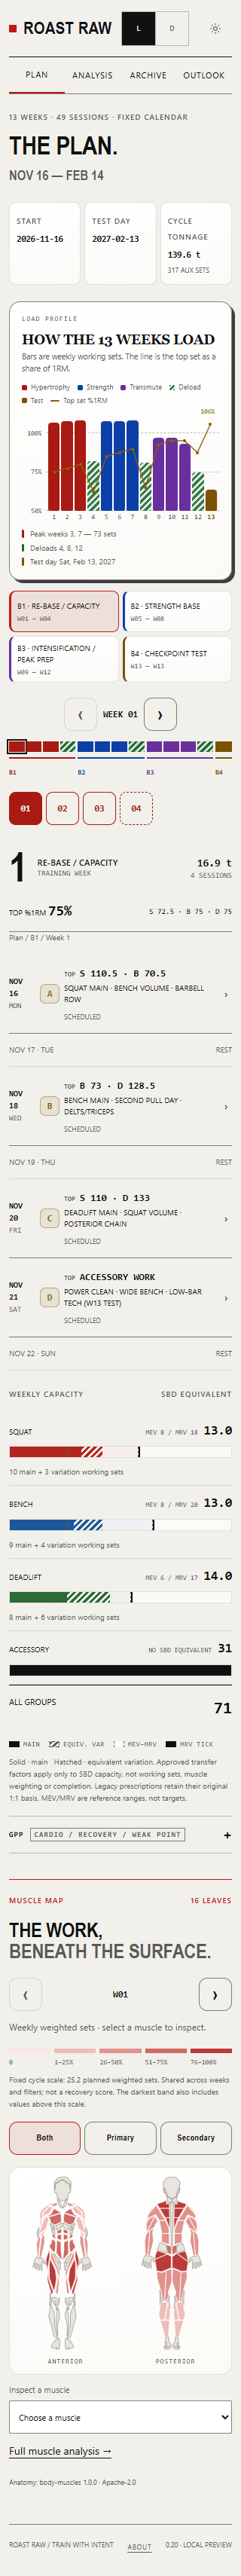 ROAST RAW
L
D
PLAN
ANALYSIS
ARCHIVE
OUTLOOK
13 WEEKS · 49 SESSIONS · FIXED CALENDAR
THE PLAN.
NOV 16 — FEB 14
START
2026-11-16
TEST DAY
2027-02-13
CYCLE
TONNAGE
139.6 t
317 AUX SETS
LOAD PROFILE
HOW THE 13 WEEKS LOAD
Bars are weekly working sets. The line is the top set as a
share of 1RM.
Hypertrophy
Strength
Transmute
Deload
Test
Top set %1RM
106%
100%
75%
50%
1 2 3 4 5 6 7 8 9 10 11 12 13
Peak weeks 3, 7 — 73 sets
Deloads 4, 8, 12
Test day Sat, Feb 13, 2027
B1 · RE-BASE / CAPACITY
W01 — W04
B2 · STRENGTH BASE
W05 — W08
B3 · INTENSIFICATION /
PEAK PREP
W09 — W12
B4 · CHECKPOINT TEST
W13 — W13
‹
WEEK 01
›
B1
B2
B3
B4
01
02
03
04
1
RE-BASE / CAPACITY
TRAINING WEEK
16.9 t
4 SESSIONS
TOP %1RM 75%
S 72.5 · B 75 · D 75
Plan / B1 / Week 1
NOV
16
MON
A
TOP S 110.5 · B 70.5
SQUAT MAIN · BENCH VOLUME · BARBELL
ROW
SCHEDULED
›
NOV 17 · TUE
REST
NOV
18
WED
B
TOP B 73 · D 128.5
BENCH MAIN · SECOND PULL DAY ·
DELTS/TRICEPS
SCHEDULED
›
NOV 19 · THU
REST
NOV
20
FRI
C
TOP S 110 · D 133
DEADLIFT MAIN · SQUAT VOLUME ·
POSTERIOR CHAIN
SCHEDULED
›
NOV
21
SAT
D
TOP ACCESSORY WORK
POWER CLEAN · WIDE BENCH · LOW-BAR
TECH (W13 TEST)
SCHEDULED
›
NOV 22 · SUN
REST
WEEKLY CAPACITY
SBD EQUIVALENT
SQUAT
MEV 8 / MRV 18 13.0
10 main + 3 variation working sets
BENCH
MEV 8 / MRV 20 13.0
9 main + 4 variation working sets
DEADLIFT
MEV 6 / MRV 17 14.0
8 main + 6 variation working sets
ACCESSORY
NO SBD EQUIVALENT 31
ALL GROUPS
71
MAIN
EQUIV. VAR
MEV–MRV
MRV TICK
Solid · main Hatched · equivalent variation. Approved transfer
factors apply only to SBD capacity, not working sets, muscle
weighting or completion. Legacy prescriptions retain their original
1:1 basis. MEV/MRV are reference ranges, not targets.
GPP
CARDIO / RECOVERY / WEAK POINT
+
MUSCLE MAP
16 LEAVES
THE WORK,
BENEATH THE SURFACE.
‹
W01
›
Weekly weighted sets · select a muscle to inspect.
0
1–25%
26–50%
51–75%
76–100%
Fixed cycle scale: 25.2 planned weighted sets. Shared across weeks
and filters; not a recovery score. The darkest band also includes
values above this scale.
Both
Primary
Secondary
ANTERIOR
POSTERIOR
Inspect a muscle
Choose a muscle
Full muscle analysis →
Anatomy: body-muscles 1.0.0 · Apache-2.0
ROAST RAW / TRAIN WITH INTENT
ABOUT
0.20 · LOCAL PREVIEW